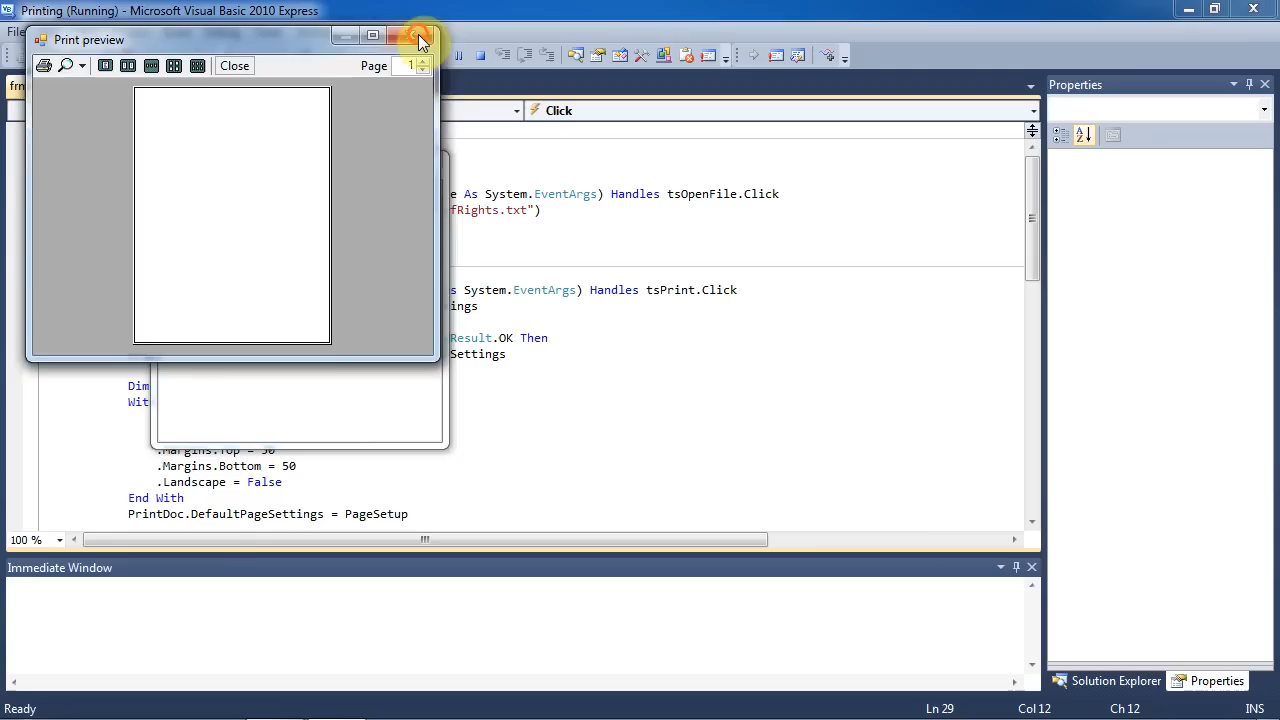 Printing (Running) - Microsoft Visual Basic 2010 Express
File
Print preview
Close
Page
1
Properties
Click
e As System.EventArgs) Handles tsOpenFile.Click
fRights.txt")
s System.EventArgs) Handles tsPrint.Click
ings
Result.OK Then
Settings
Dim
With
.Margins.Top = 50
.Margins.Bottom = 50
.Landscape = False
End With
PrintDoc.DefaultPageSettings = PageSetup
100 %
Immediate Window
Solution Explorer
Properties
Ready
Ln 29
Col 12
Ch 12
INS